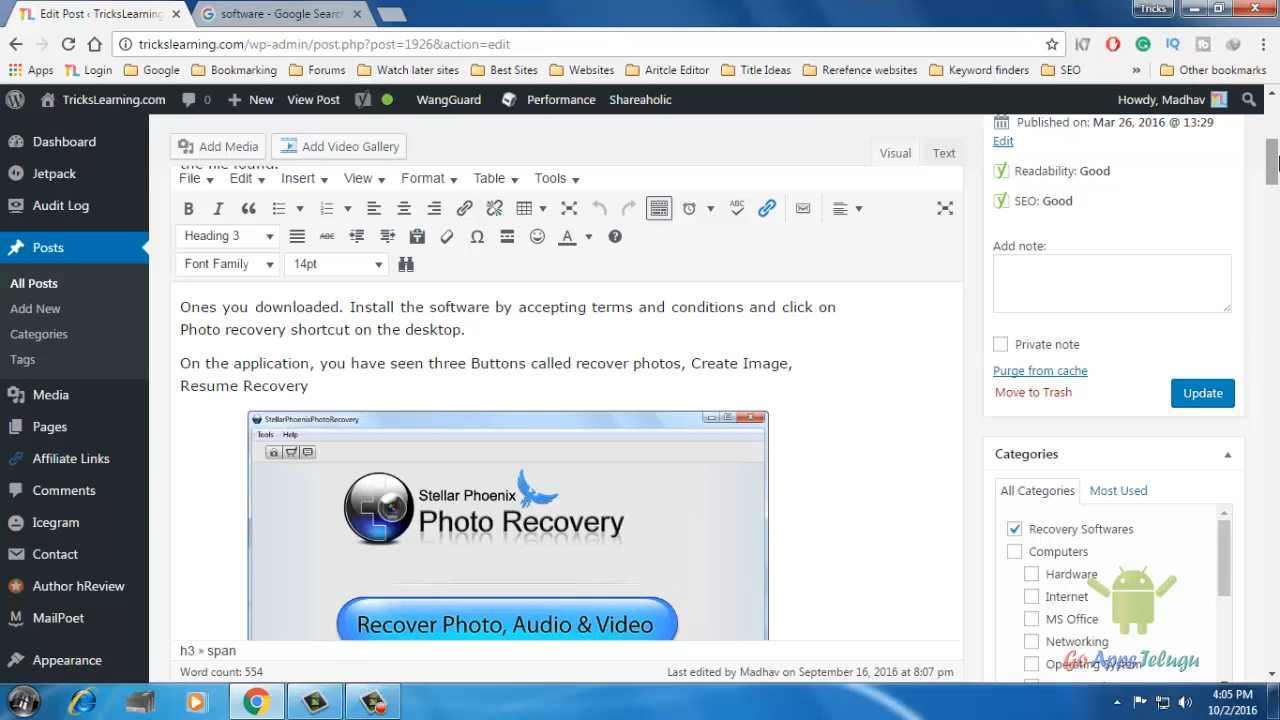 Edit Post ‹ TricksLearning
software - Google Search
Tricks
trickslearning.com/wp-admin/post.php?post=1926&action=edit
Apps
Login
Google
Bookmarking
Forums
Watch later sites
Best Sites
Websites
Aritcle Editor
Title Ideas
Rerefence websites
Keyword finders
SEO
»
Other bookmarks
TricksLearning.com
0
New
View Post
WangGuard
Performance
Shareaholic
Howdy, Madhav
Dashboard
Jetpack
Audit Log
Posts
All Posts
Add New
Categories
Tags
Media
Pages
Affiliate Links
Comments
Icegram
Contact
Author hReview
MailPoet
Appearance
Add Media
Add Video Gallery
Visual
Text
the file found.
File
Edit
Insert
View
Format
Table
Tools
Heading 3
Font Family
14pt
Ones you downloaded. Install the software by accepting terms and conditions and click on
Photo recovery shortcut on the desktop.
On the application, you have seen three Buttons called recover photos, Create Image,
Resume Recovery
StellarPhoenixPhotoRecovery
Tools Help
Stellar Phoenix
Photo Recovery
Recover Photo, Audio & Video
h3 » span
Word count: 554
Last edited by Madhav on September 16, 2016 at 8:07 pm
Published on: Mar 26, 2016 @ 13:29
Edit
Readability: Good
SEO: Good
Add note:
Private note
Purge from cache
Move to Trash
Update
Categories
All Categories
Most Used
Recovery Softwares
Computers
Hardware
Internet
MS Office
Networking
Go Apps Telugu
4:05 PM
10/2/2016